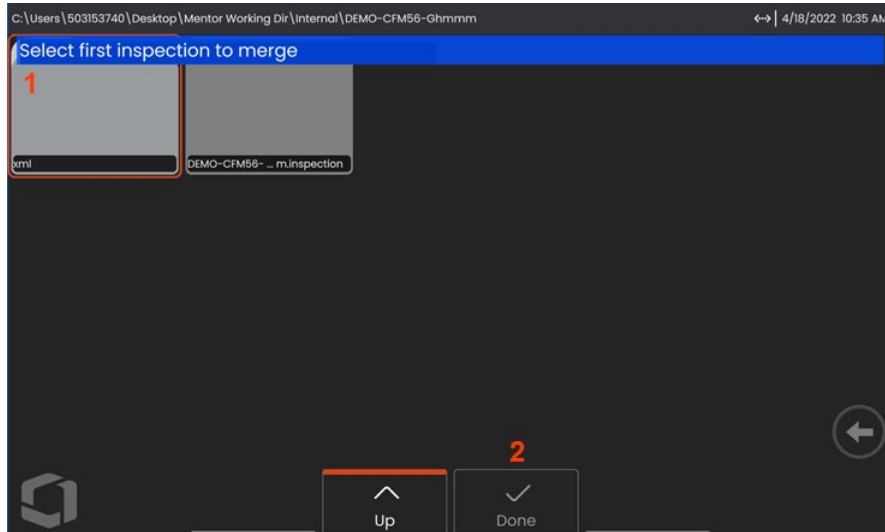 C:\Users\503153740\Desktop\Mentor Working Dir\Internal\DEMO-CFM56-Ghmmm
4/18/2022 10:35 AM
Select first inspection to merge
1
xml
DEMO-CFM56- ... m.inspection
2
Up
Done